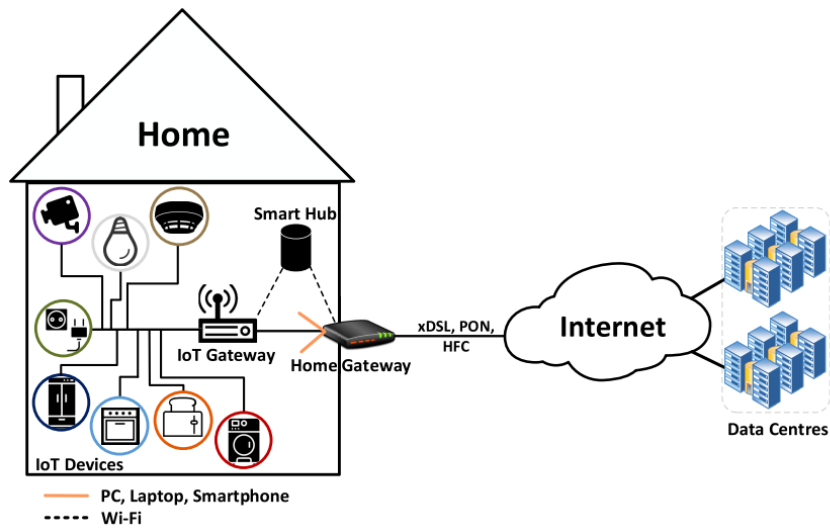 Home
Smart Hub
IoT Gateway
Home Gateway
xDSL, PON,
HFC
Internet
Data Centres
IoT Devices
PC, Laptop, Smartphone
Wi-Fi